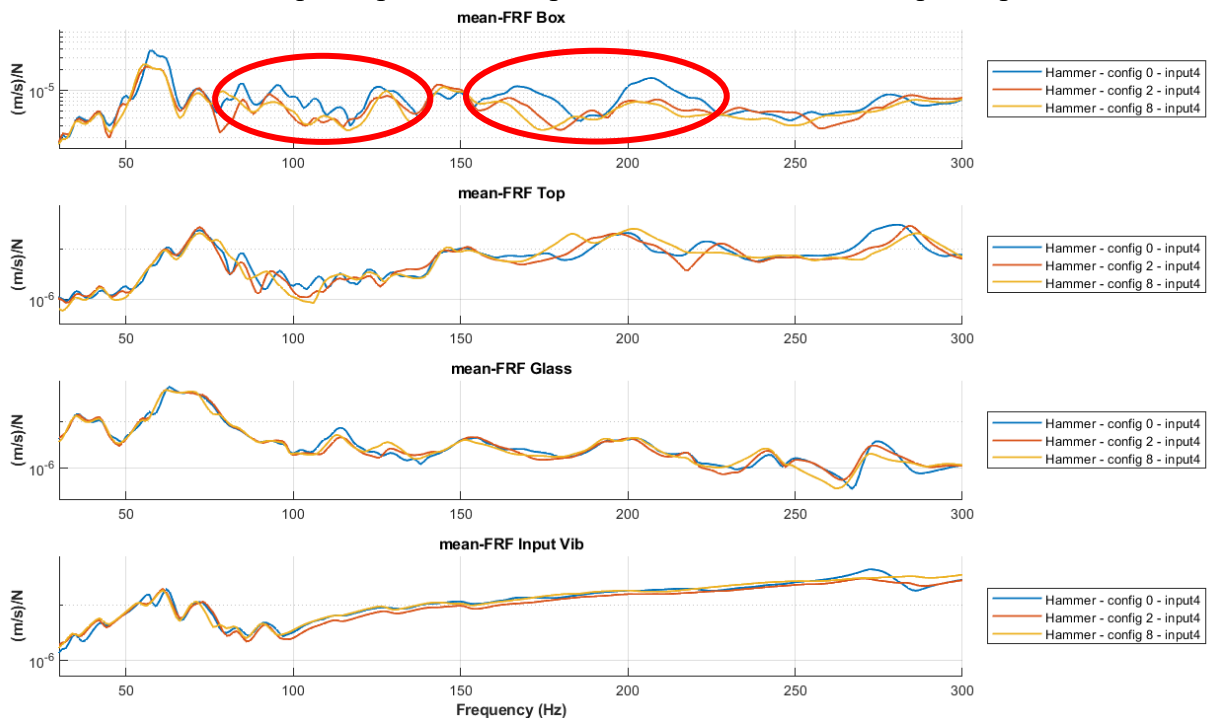 mean-FRF Box
(m/s)/N
10-5
50
100
150
200
250
300
Hammer - config 0 - input4
Hammer - config 2 - input4
Hammer - config 8 - input4
mean-FRF Top
(m/s)/N
10-6
50
100
150
200
250
300
Hammer - config 0 - input4
Hammer - config 2 - input4
Hammer - config 8 - input4
mean-FRF Glass
(m/s)/N
10-6
50
100
150
200
250
300
Hammer - config 0 - input4
Hammer - config 2 - input4
Hammer - config 8 - input4
mean-FRF Input Vib
(m/s)/N
10-6
50
100
150
200
250
300
Frequency (Hz)
Hammer - config 0 - input4
Hammer - config 2 - input4
Hammer - config 8 - input4